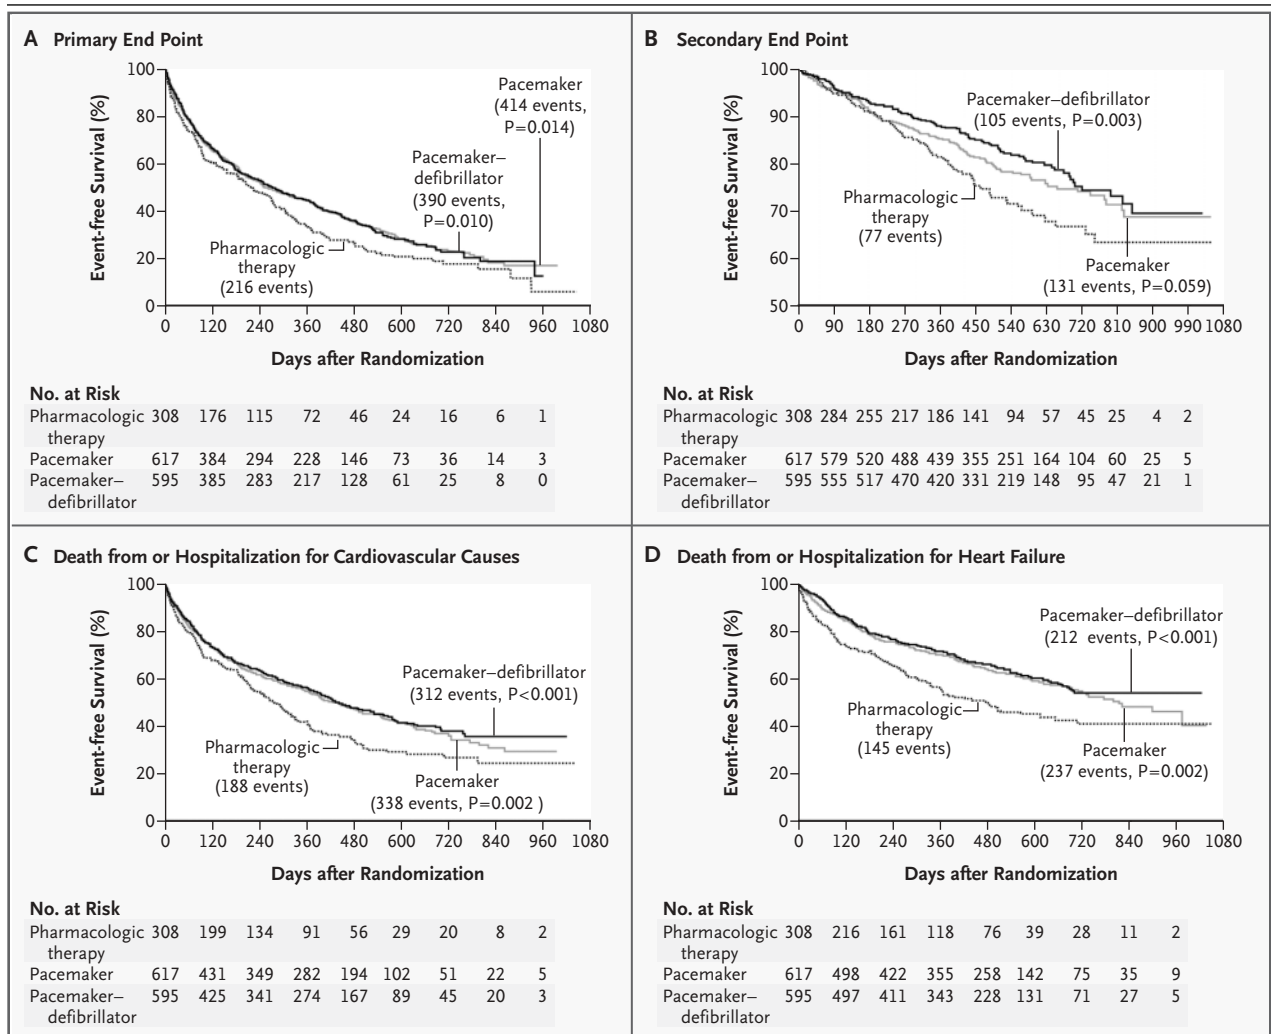 A Primary End Point
Event-free Survival (%)
100
80
60
40
20
0
Pacemaker
(414 events,
P=0.014)
Pacemaker–
defibrillator
(390 events,
P=0.010)
Pharmacologic
therapy
(216 events)
0 120 240 360 480 600 720 840 960 1080
Days after Randomization
No. at Risk
Pharmacologic therapy 308 176 115 72 46 24 16 6 1
Pacemaker 617 384 294 228 146 73 36 14 3
Pacemaker–defibrillator 595 385 283 217 128 61 25 8 0
B Secondary End Point
Event-free Survival (%)
100
90
80
70
60
50
Pacemaker–defibrillator
(105 events, P=0.003)
Pharmacologic
therapy
(77 events)
Pacemaker
(131 events, P=0.059)
0 90 180 270 360 450 540 630 720 810 900 990 1080
Days after Randomization
No. at Risk
Pharmacologic therapy 308 284 255 217 186 141 94 57 45 25 4 2
Pacemaker 617 579 520 488 439 355 251 164 104 60 25 5
Pacemaker–defibrillator 595 555 517 470 420 331 219 148 95 47 21 1
C Death from or Hospitalization for Cardiovascular Causes
Event-free Survival (%)
100
80
60
40
20
0
Pacemaker–defibrillator
(312 events, P<0.001)
Pharmacologic
therapy
(188 events)
Pacemaker
(338 events, P=0.002 )
0 120 240 360 480 600 720 840 960 1080
Days after Randomization
No. at Risk
Pharmacologic therapy 308 199 134 91 56 29 20 8 2
Pacemaker 617 431 349 282 194 102 51 22 5
Pacemaker–defibrillator 595 425 341 274 167 89 45 20 3
D Death from or Hospitalization for Heart Failure
Event-free Survival (%)
100
80
60
40
20
0
Pacemaker–defibrillator
(212 events, P<0.001)
Pharmacologic
therapy
(145 events)
Pacemaker
(237 events, P=0.002)
0 120 240 360 480 600 720 840 960 1080
Days after Randomization
No. at Risk
Pharmacologic therapy 308 216 161 118 76 39 28 11 2
Pacemaker 617 498 422 355 258 142 75 35 9
Pacemaker–defibrillator 595 497 411 343 228 131 71 27 5